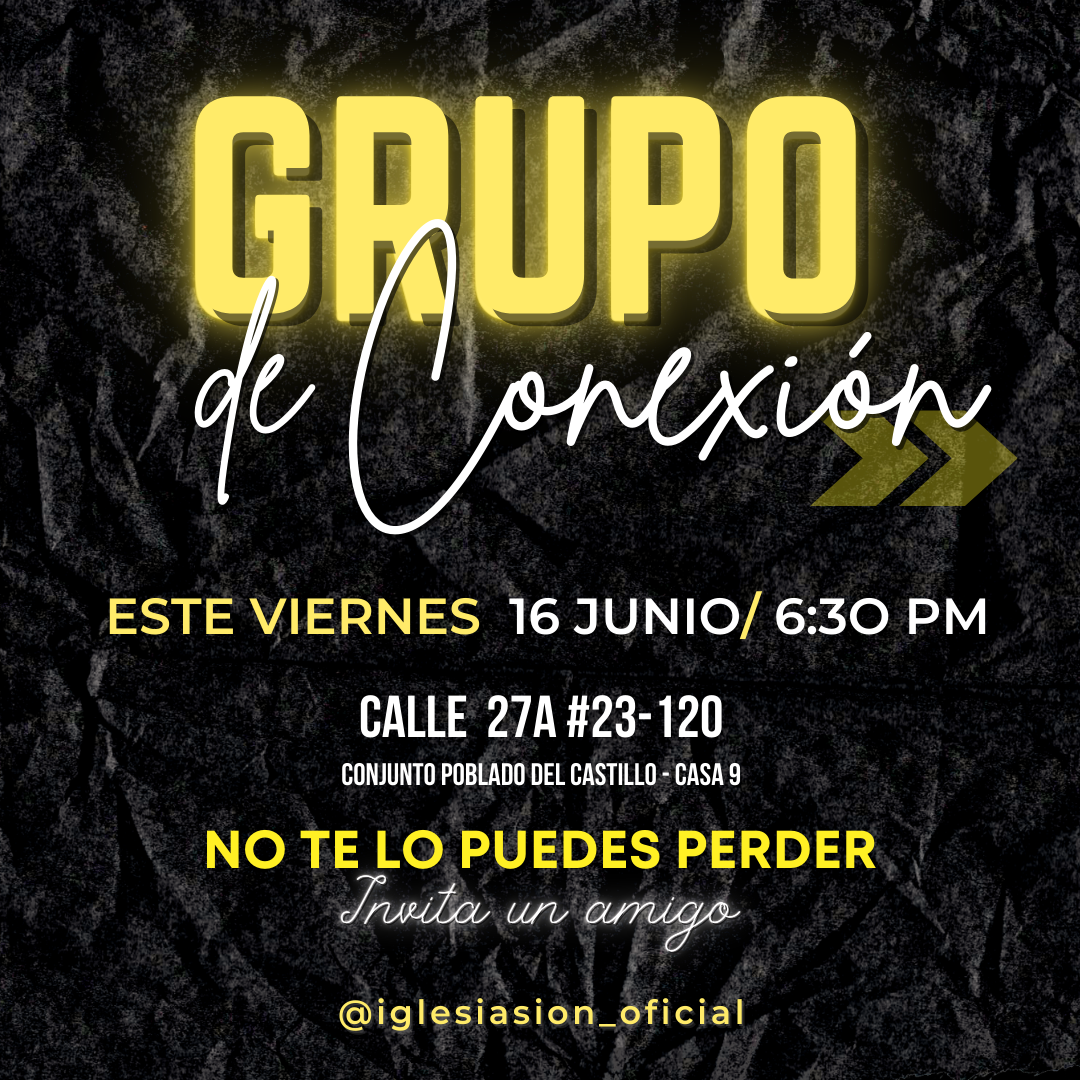 GRUPO
de Conexión
ESTE VIERNES 16 JUNIO/ 6:30 PM
CALLE 27A #23-120
CONJUNTO POBLADO DEL CASTILLO - CASA 9
NO TE LO PUEDES PERDER
Invita un amigo
@iglesiasion_oficial